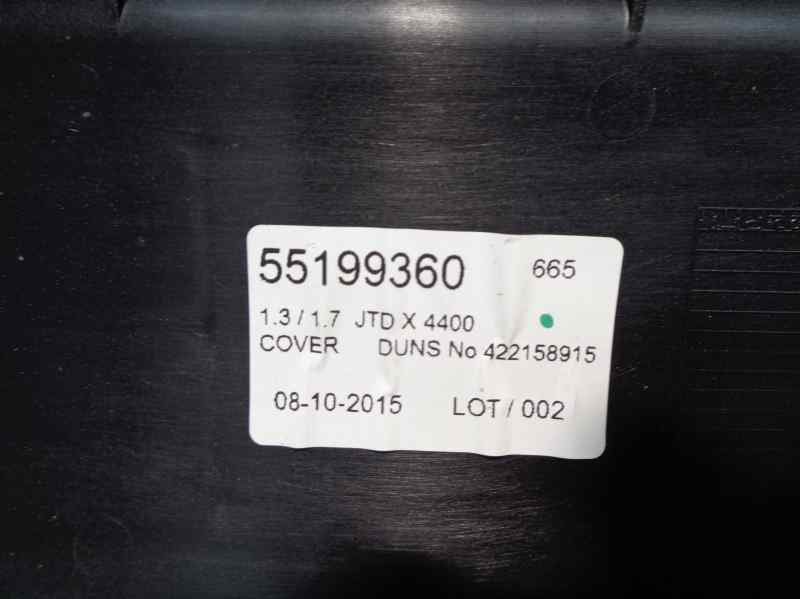 55199360 665
1.3 / 1.7 JTD X 4400
COVER DUNS No 422158915
08-10-2015 LOT / 002